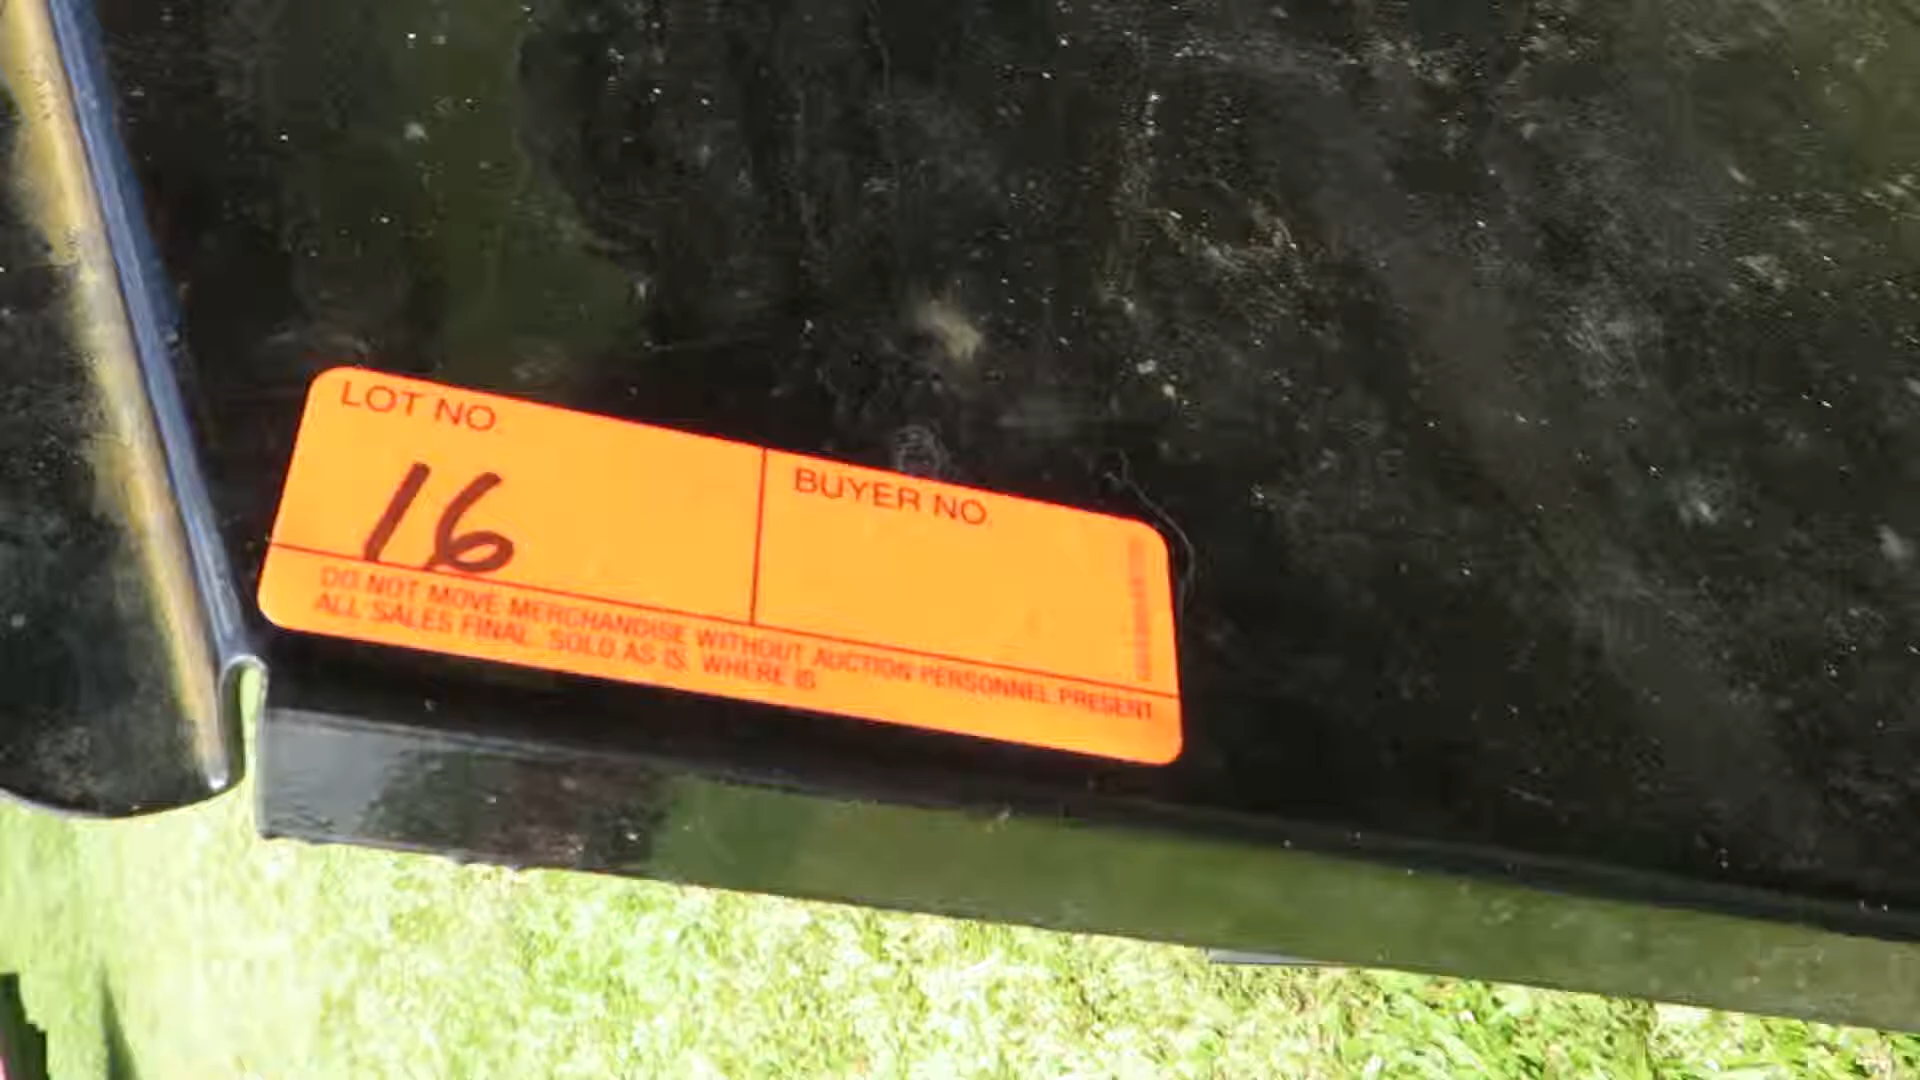 LOT NO.
16
BUYER NO.
DO NOT MOVE MERCHANDISE WITHOUT AUCTION PERSONNEL PRESENT
ALL SALES FINAL. SOLD AS IS. WHERE IS